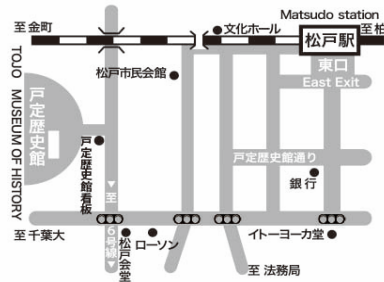 Matsudo station
至金町
文化ホール
松戸駅
至柏
東口
East Exit
松戸市民会館
戸定歴史館
TOJO MUSEUM OF HISTORY
戸定歴史館看板
戸定歴史館通り
銀行
▼至6号線▼
至千葉大
松戸会堂
ローソン
イトーヨーカ堂
至法務局